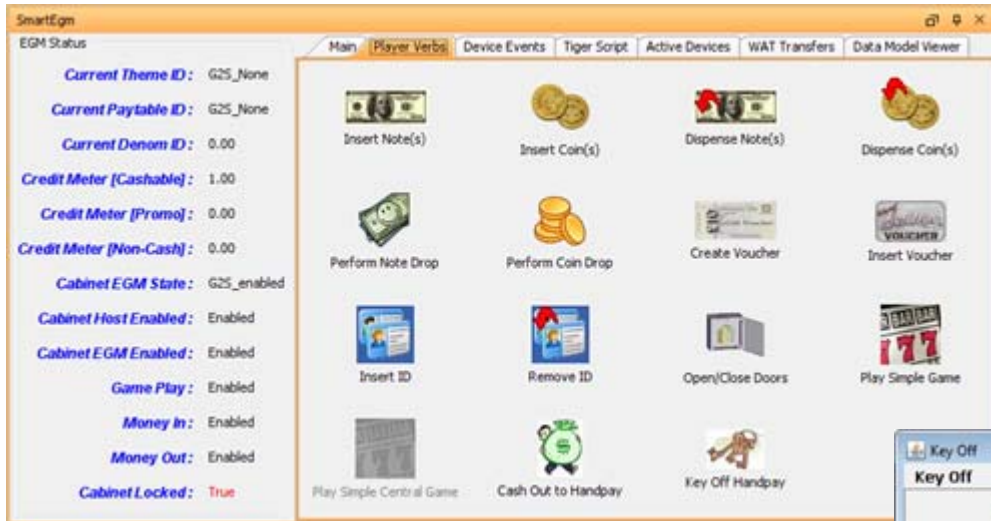 SmartEgm
EGM Status
Current Theme ID : G2S_None
Current Paytable ID : G2S_None
Current Denom ID : 0.00
Credit Meter [Cashable] : 1.00
Credit Meter [Promo] : 0.00
Credit Meter [Non-Cash] : 0.00
Cabinet EGM State : G2S_enabled
Cabinet Host Enabled : Enabled
Cabinet EGM Enabled : Enabled
Game Play : Enabled
Money In : Enabled
Money Out : Enabled
Cabinet Locked : True
Main Player Verbs Device Events Tiger Script Active Devices WAT Transfers Data Model Viewer
Insert Note(s) Insert Coin(s) Dispense Note(s) Dispense Coin(s)
VOUCHER
Perform Note Drop Perform Coin Drop Create Voucher Insert Voucher
BAR BAR
777
Insert ID Remove ID Open/Close Doors Play Simple Game
Play Simple Central Game Cash Out to Handpay Key Off Handpay
Key Off
Key Off